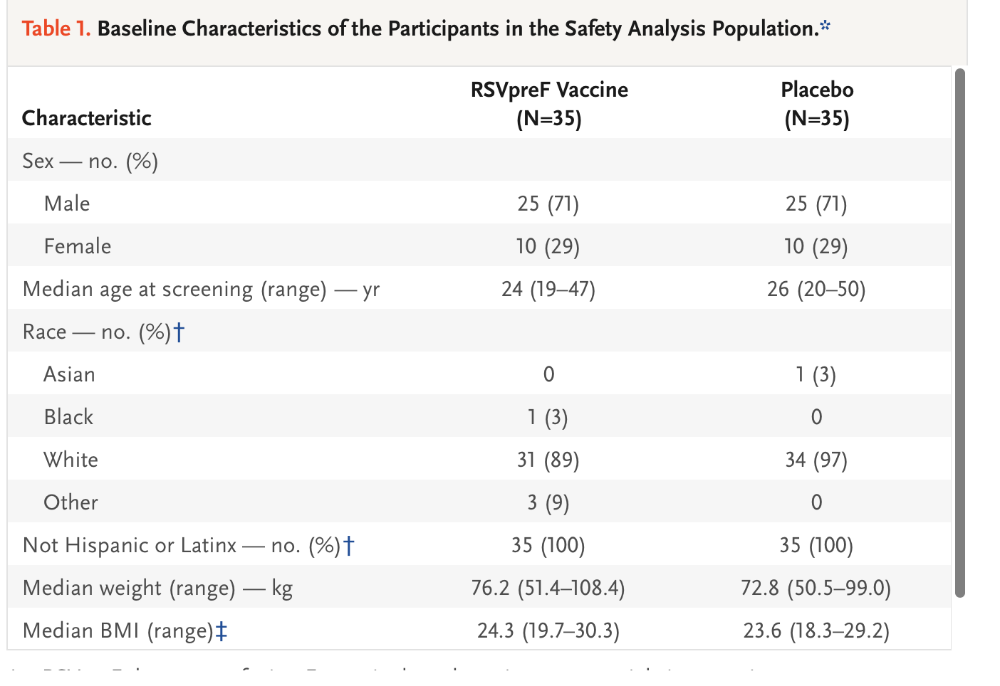 Table 1. Baseline Characteristics of the Participants in the Safety Analysis Population.*
Characteristic RSVpreF Vaccine (N=35) Placebo (N=35)
Sex — no. (%)
Male 25 (71) 25 (71)
Female 10 (29) 10 (29)
Median age at screening (range) — yr 24 (19–47) 26 (20–50)
Race — no. (%)†
Asian 0 1 (3)
Black 1 (3) 0
White 31 (89) 34 (97)
Other 3 (9) 0
Not Hispanic or Latinx — no. (%)† 35 (100) 35 (100)
Median weight (range) — kg 76.2 (51.4–108.4) 72.8 (50.5–99.0)
Median BMI (range)‡ 24.3 (19.7–30.3) 23.6 (18.3–29.2)